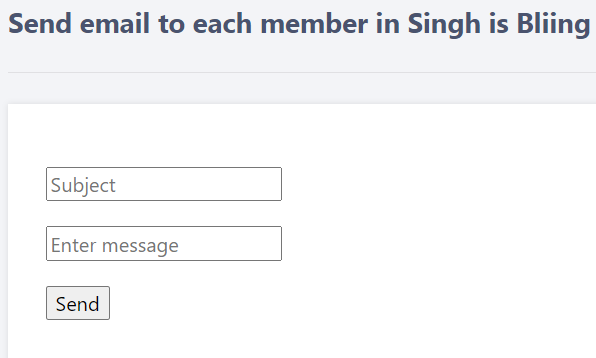 Send email to each member in Singh is Bliing
Subject
Enter message
Send